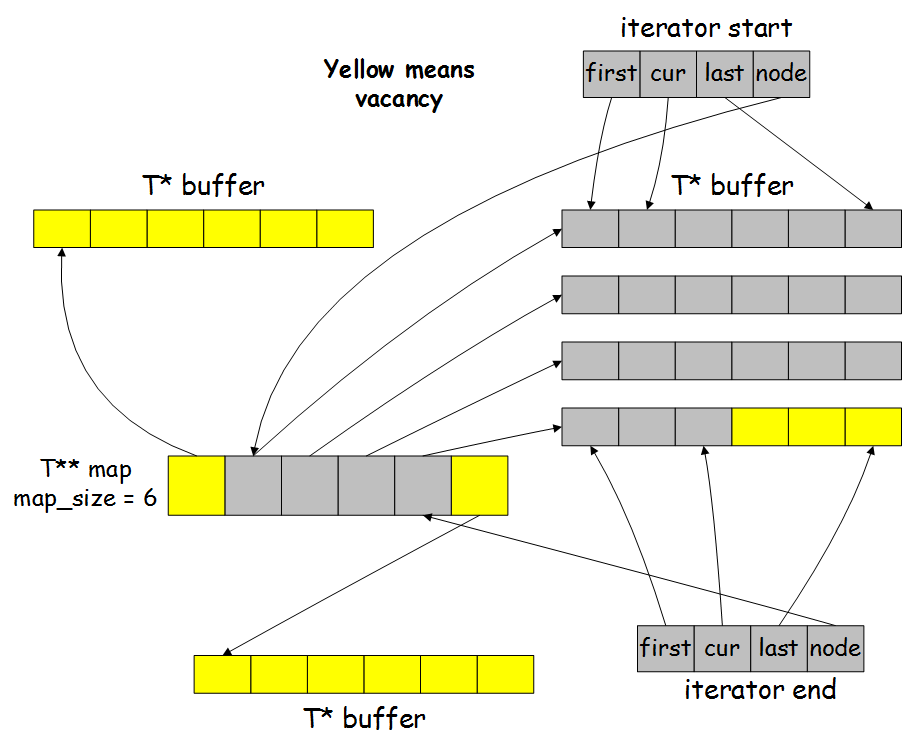 iterator start
first cur last node
Yellow means
vacancy
T* buffer
T* buffer
T** map
map_size = 6
first cur last node
iterator end
T* buffer